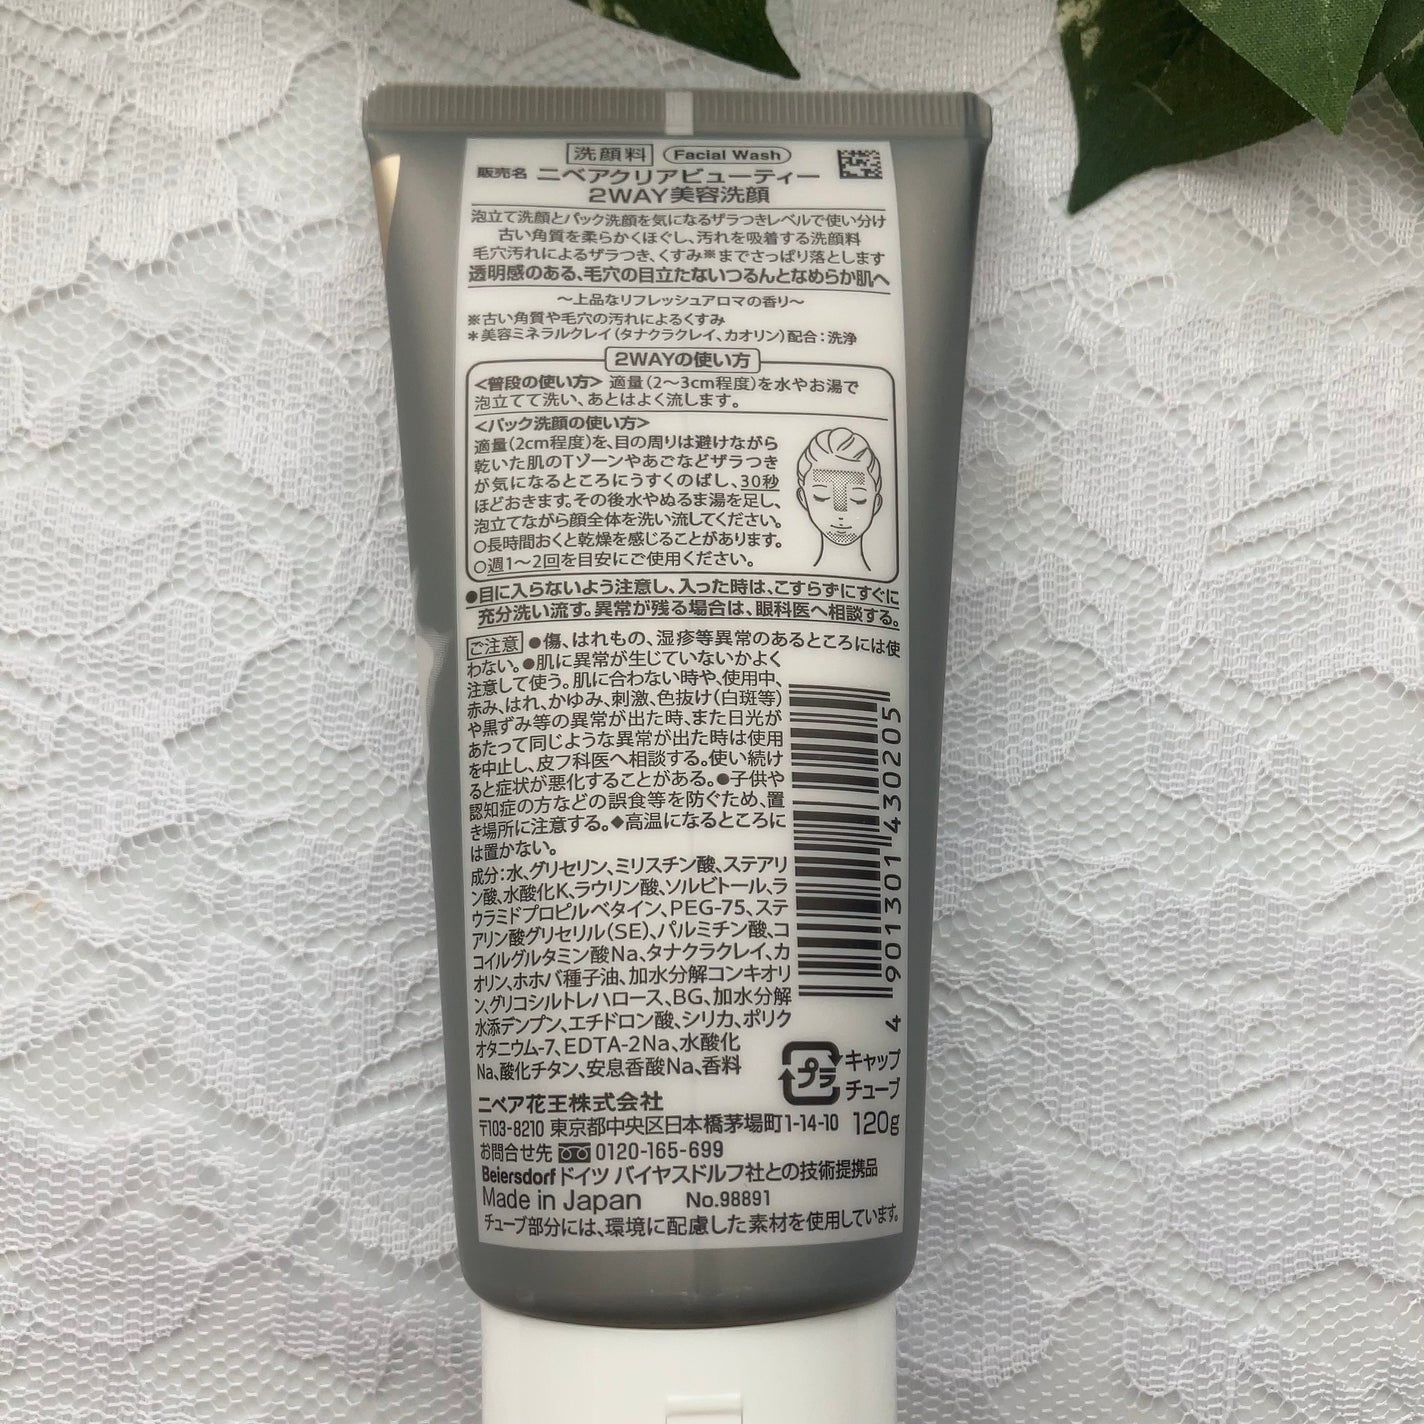 洗顔料 Facial Wash
販売名 ニベアクリアビューティー
2WAY美容洗顔
泡立て洗顔とパック洗顔を気になるザラつきレベルで使い分け
古い角質を柔らかくほぐし、汚れを吸着する洗顔料
毛穴汚れによるザラつき、くすみ※までさっぱり落とします
透明感のある、毛穴の目立たないつるんとなめらか肌へ
～上品なリフレッシュアロマの香り～
※古い角質や毛穴の汚れによるくすみ
＊美容ミネラルクレイ（タナクラクレイ、カオリン）配合：洗浄
2WAYの使い方
＜普段の使い方＞ 適量（2～3cm程度）を水やお湯で
泡立てて洗い、あとはよく流します。
＜パック洗顔の使い方＞
適量（2cm程度）を、目の周りは避けながら
乾いた肌のTゾーンやあごなどザラつき
が気になるところにうすくのばし、30秒
ほどおきます。その後水やぬるま湯を足し、
泡立てながら顔全体を洗い流してください。
○長時間おくと乾燥を感じることがあります。
○週1～2回を目安にご使用ください。
●目に入らないよう注意し、入った時は、こすらずにすぐに
充分洗い流す。異常が残る場合は、眼科医へ相談する。
ご注意 ●傷、はれもの、湿疹等異常のあるところには使
わない。●肌に異常が生じていないかよく
注意して使う。肌に合わない時や、使用中、
赤み、はれ、かゆみ、刺激、色抜け（白斑等）
や黒ずみ等の異常が出た時、また日光が
あたって同じような異常が出た時は使用
を中止し、皮フ科医へ相談する。使い続け
ると症状が悪化することがある。●子供や
認知症の方などの誤食等を防ぐため、置
き場所に注意する。◆高温になるところに
は置かない。
成分：水、グリセリン、ミリスチン酸、ステアリ
ン酸、水酸化K、ラウリン酸、ソルビトール、ラ
ウラミドプロピルベタイン、PEG-75、ステ
アリン酸グリセリル（SE）、パルミチン酸、コ
コイルグルタミン酸Na、タナクラクレイ、カ
オリン、ホホバ種子油、加水分解コンキオリ
ン、グリコシルトレハロース、BG、加水分解
水添デンプン、エチドロン酸、シリカ、ポリク
オタニウム-7、EDTA-2Na、水酸化
Na、酸化チタン、安息香酸Na、香料
4 901301 430205
プラ キャップ
チューブ
ニベア花王株式会社
〒103-8210 東京都中央区日本橋茅場町1-14-10 120g
お問合せ先 0120-165-699
Beiersdorf ドイツ バイヤスドルフ社との技術提携品
Made in Japan No.98891
チューブ部分には、環境に配慮した素材を使用しています。